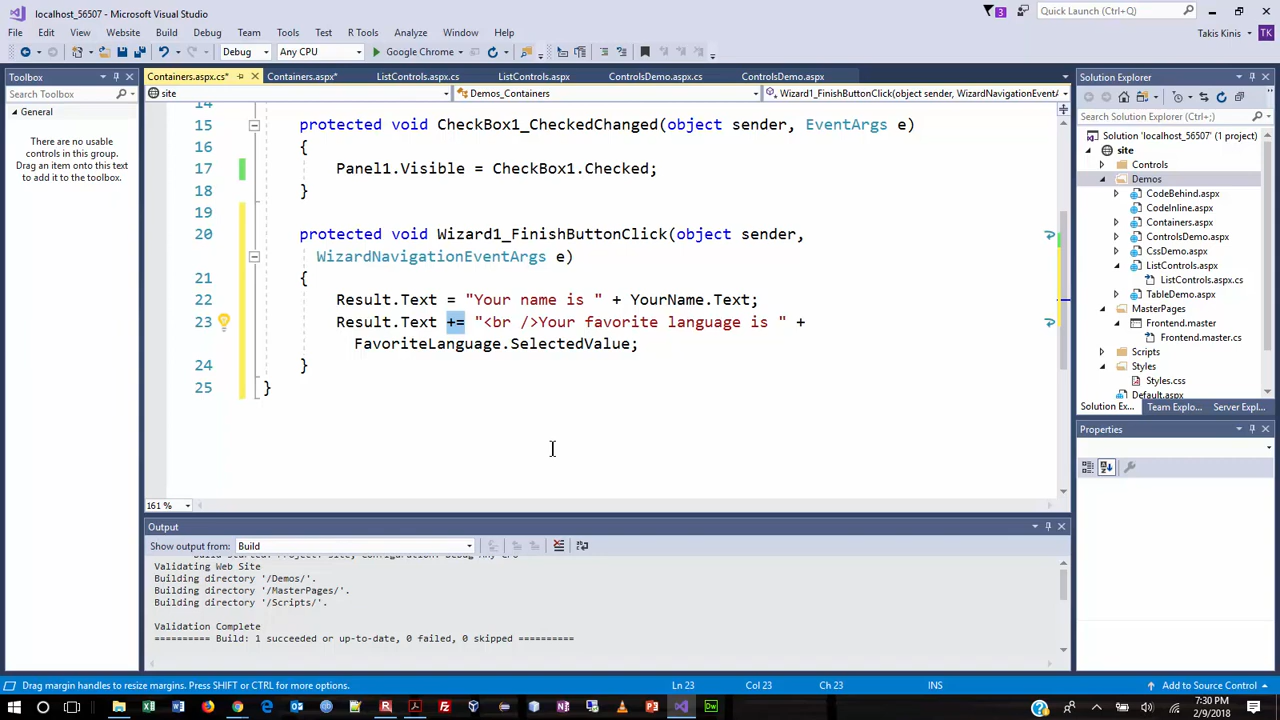 localhost_56507 - Microsoft Visual Studio
3
Quick Launch (Ctrl+Q)
File Edit View Website Build Debug Team Tools Test R Tools Analyze Window Help
Takis Kinis TK
Debug Any CPU Google Chrome
Toolbox
Search Toolbox
General
There are no usable
controls in this group.
Drag an item onto this text
to add it to the toolbox.
Containers.aspx.cs* Containers.aspx* ListControls.aspx.cs ListControls.aspx ControlsDemo.aspx.cs ControlsDemo.aspx
site Demos_Containers Wizard1_FinishButtonClick(object sender, WizardNavigationEventA
14
15 protected void CheckBox1_CheckedChanged(object sender, EventArgs e)
16 {
17 Panel1.Visible = CheckBox1.Checked;
18 }
19
20 protected void Wizard1_FinishButtonClick(object sender,
WizardNavigationEventArgs e)
21 {
22 Result.Text = "Your name is " + YourName.Text;
23 Result.Text += "<br />Your favorite language is " +
FavoriteLanguage.SelectedValue;
24 }
25 }
161 %
Output
Show output from: Build
Validating Web Site
Building directory '/Demos/'.
Building directory '/MasterPages/'.
Building directory '/Scripts/'.
Validation Complete
========== Build: 1 succeeded or up-to-date, 0 failed, 0 skipped ==========
Solution Explorer
Search Solution Explorer (Ctrl+;)
Solution 'localhost_56507' (1 project)
site
Controls
Demos
CodeBehind.aspx
CodeInline.aspx
Containers.aspx
ControlsDemo.aspx
CssDemo.aspx
ListControls.aspx
ListControls.aspx.cs
TableDemo.aspx
MasterPages
Frontend.master
Frontend.master.cs
Scripts
Styles
Styles.css
Default.aspx
Solution Ex... Team Explo... Server Expl...
Properties
Drag margin handles to resize margins. Press SHIFT or CTRL for more options.
Ln 23 Col 23 Ch 23 INS
Add to Source Control
7:30 PM
2/9/2018